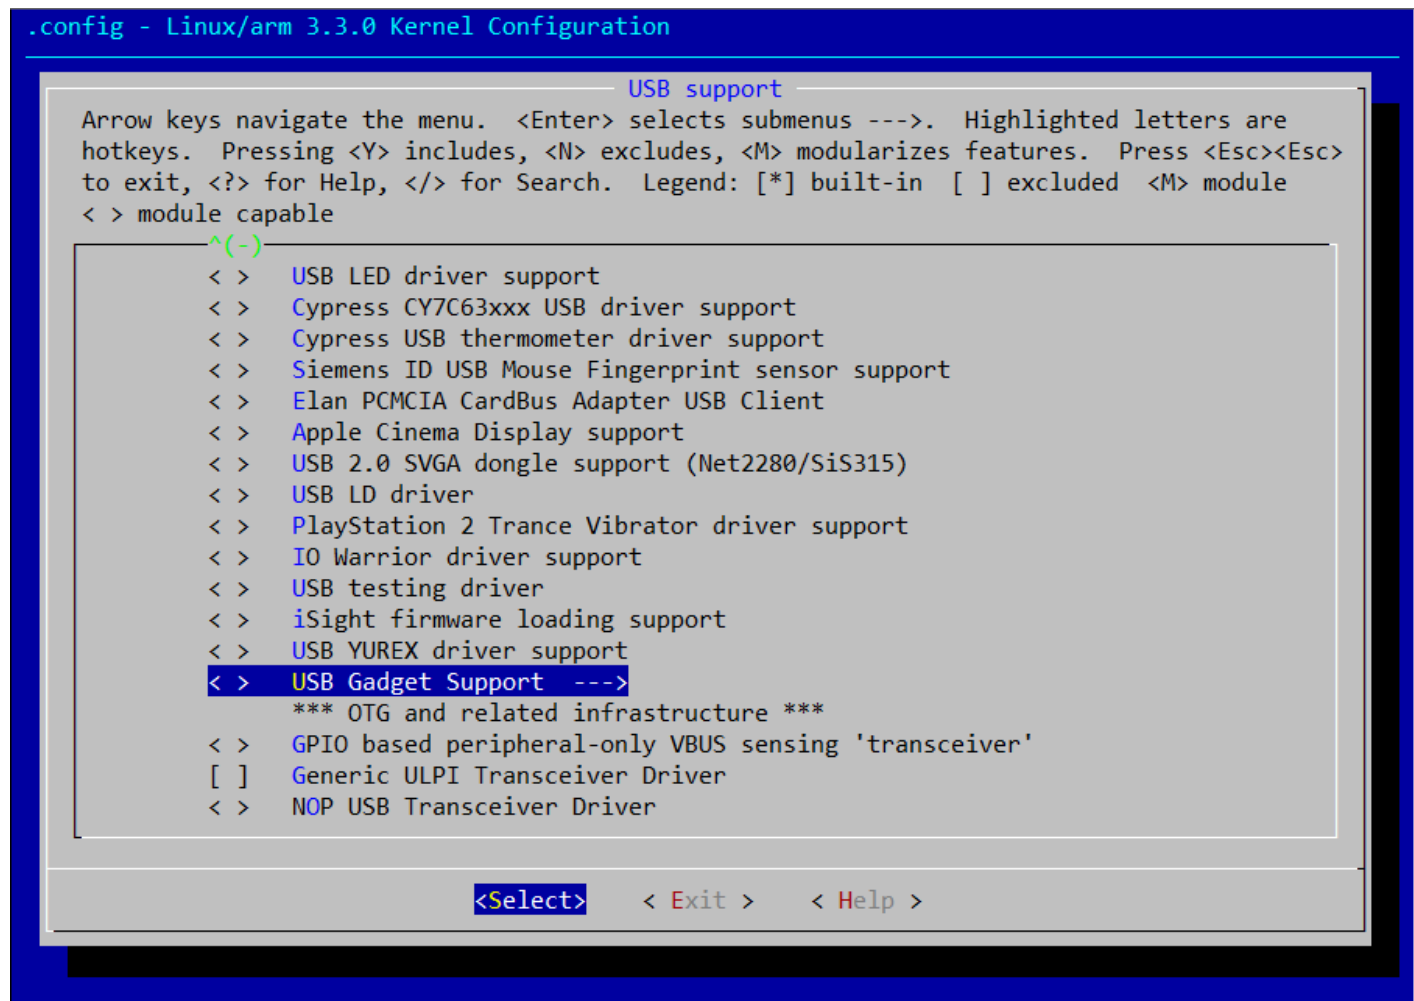 .config - Linux/arm 3.3.0 Kernel Configuration
USB support
Arrow keys navigate the menu.  <Enter> selects submenus --->.  Highlighted letters are
hotkeys.  Pressing <Y> includes, <N> excludes, <M> modularizes features.  Press <Esc><Esc>
to exit, <?> for Help, </> for Search.  Legend: [*] built-in  [ ] excluded  <M> module
< > module capable
^(-)
< >   USB LED driver support
< >   Cypress CY7C63xxx USB driver support
< >   Cypress USB thermometer driver support
< >   Siemens ID USB Mouse Fingerprint sensor support
< >   Elan PCMCIA CardBus Adapter USB Client
< >   Apple Cinema Display support
< >   USB 2.0 SVGA dongle support (Net2280/SiS315)
< >   USB LD driver
< >   PlayStation 2 Trance Vibrator driver support
< >   IO Warrior driver support
< >   USB testing driver
< >   iSight firmware loading support
< >   USB YUREX driver support
< >   USB Gadget Support  --->
*** OTG and related infrastructure ***
< >   GPIO based peripheral-only VBUS sensing 'transceiver'
[ ]   Generic ULPI Transceiver Driver
< >   NOP USB Transceiver Driver
<Select>    < Exit >    < Help >